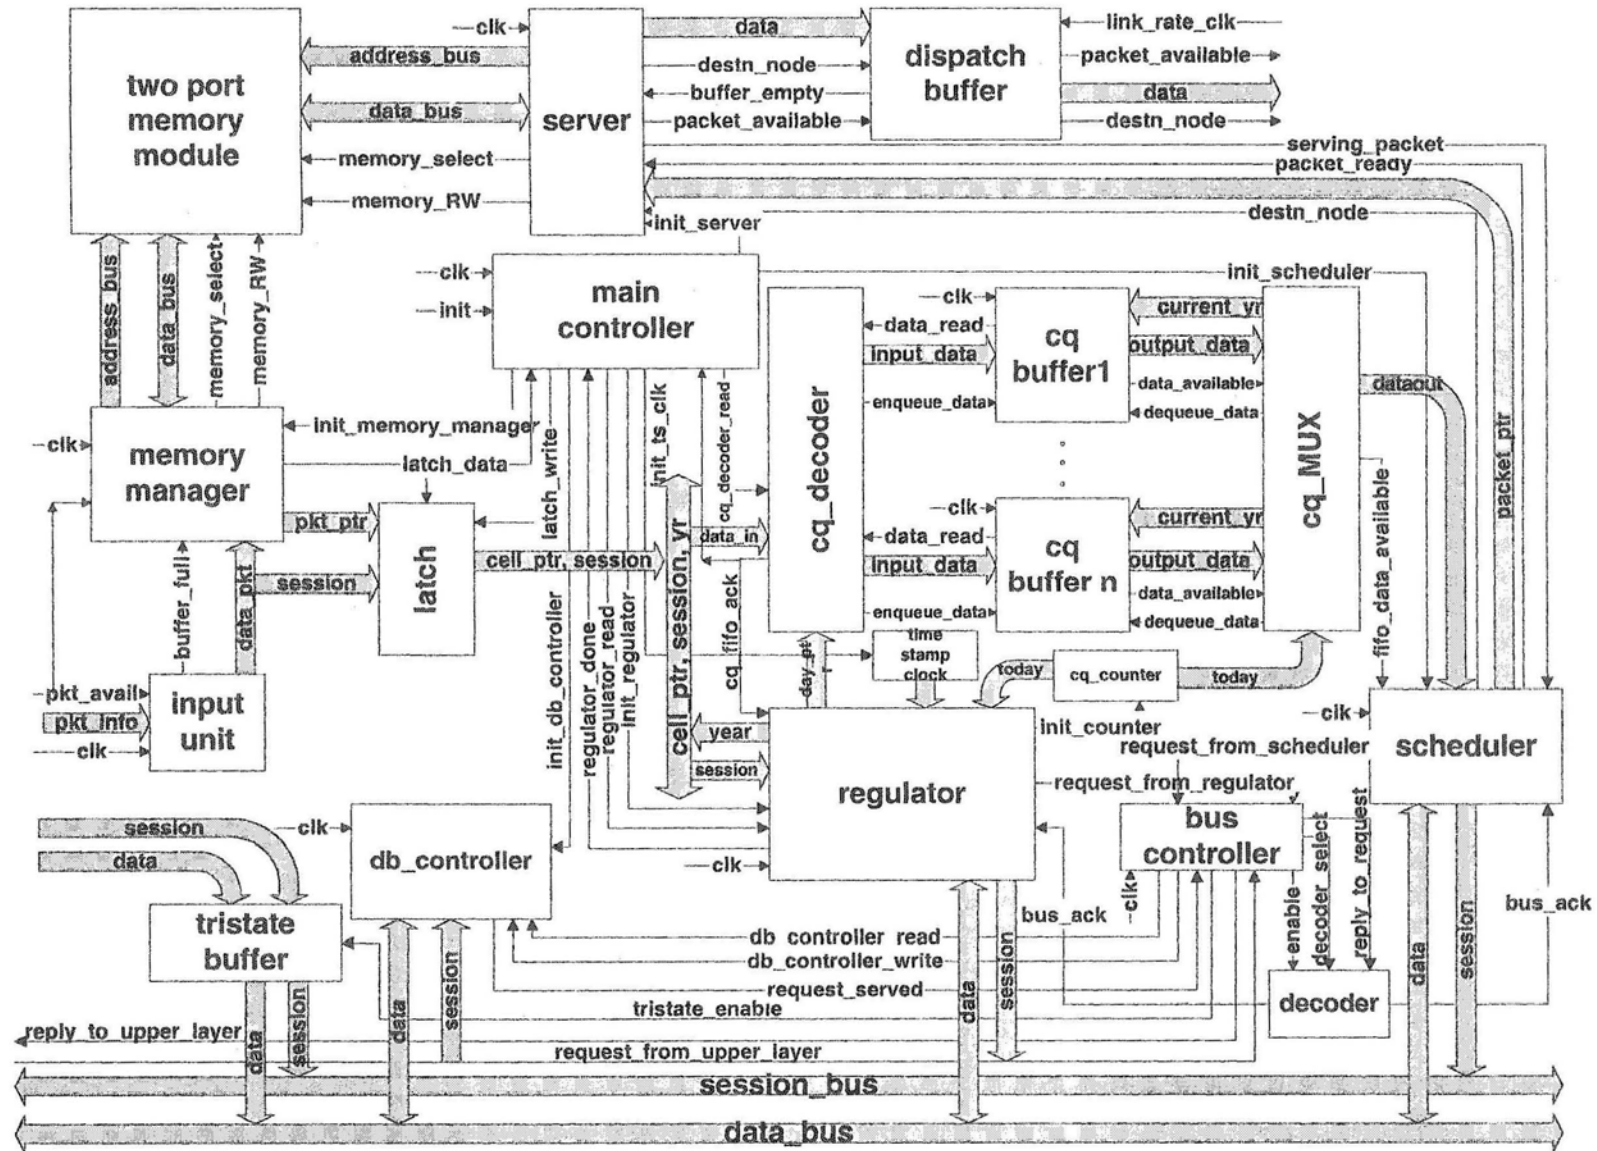 clk
data
link_rate_clk
address_bus
destn_node
dispatch
buffer
packet_available
two port
memory
module
data_bus
server
buffer_empty
data
packet_available
destn_node
memory_select
serving_packet
packet_ready
memory_RW
destn_node
init_server
address_bus
data_bus
memory_select
memory_RW
clk
init
main
controller
init_scheduler
clk
data_read
input_data
enqueue_data
cq
buffer1
current_yr
output_data
data_available
dequeue_data
dataout
cq_decoder
cq_MUX
packet_ptr
clk
memory
manager
init_memory_manager
latch_data
latch_write
init_ts_clk
cq_decoder_read
pkt_ptr
session
latch
cell_ptr, session
cell_ptr, session, yr
data_in
clk
data_read
input_data
enqueue_data
cq
buffer n
current_yr
output_data
data_available
dequeue_data
fifo_data_available
buffer_full
data_pkt
pkt_avail
pkt_info
clk
input
unit
init_db_controller
regulator_done
regulator_read
init_regulator
cq_fifo_ack
day_pt
r
time
stamp
clock
today
cq_counter
today
init_counter
year
session
regulator
clk
request_from_scheduler
request_from_regulator
clk
scheduler
session
data
clk
db_controller
bus
controller
clk
enable
decoder_select
reply_to_request
bus_ack
bus_ack
tristate
buffer
db_controller_read
db_controller_write
request_served
tristate_enable
decoder
data
session
data
session
data
session
data
session
reply_to_upper_layer
request_from_upper_layer
session_bus
data_bus